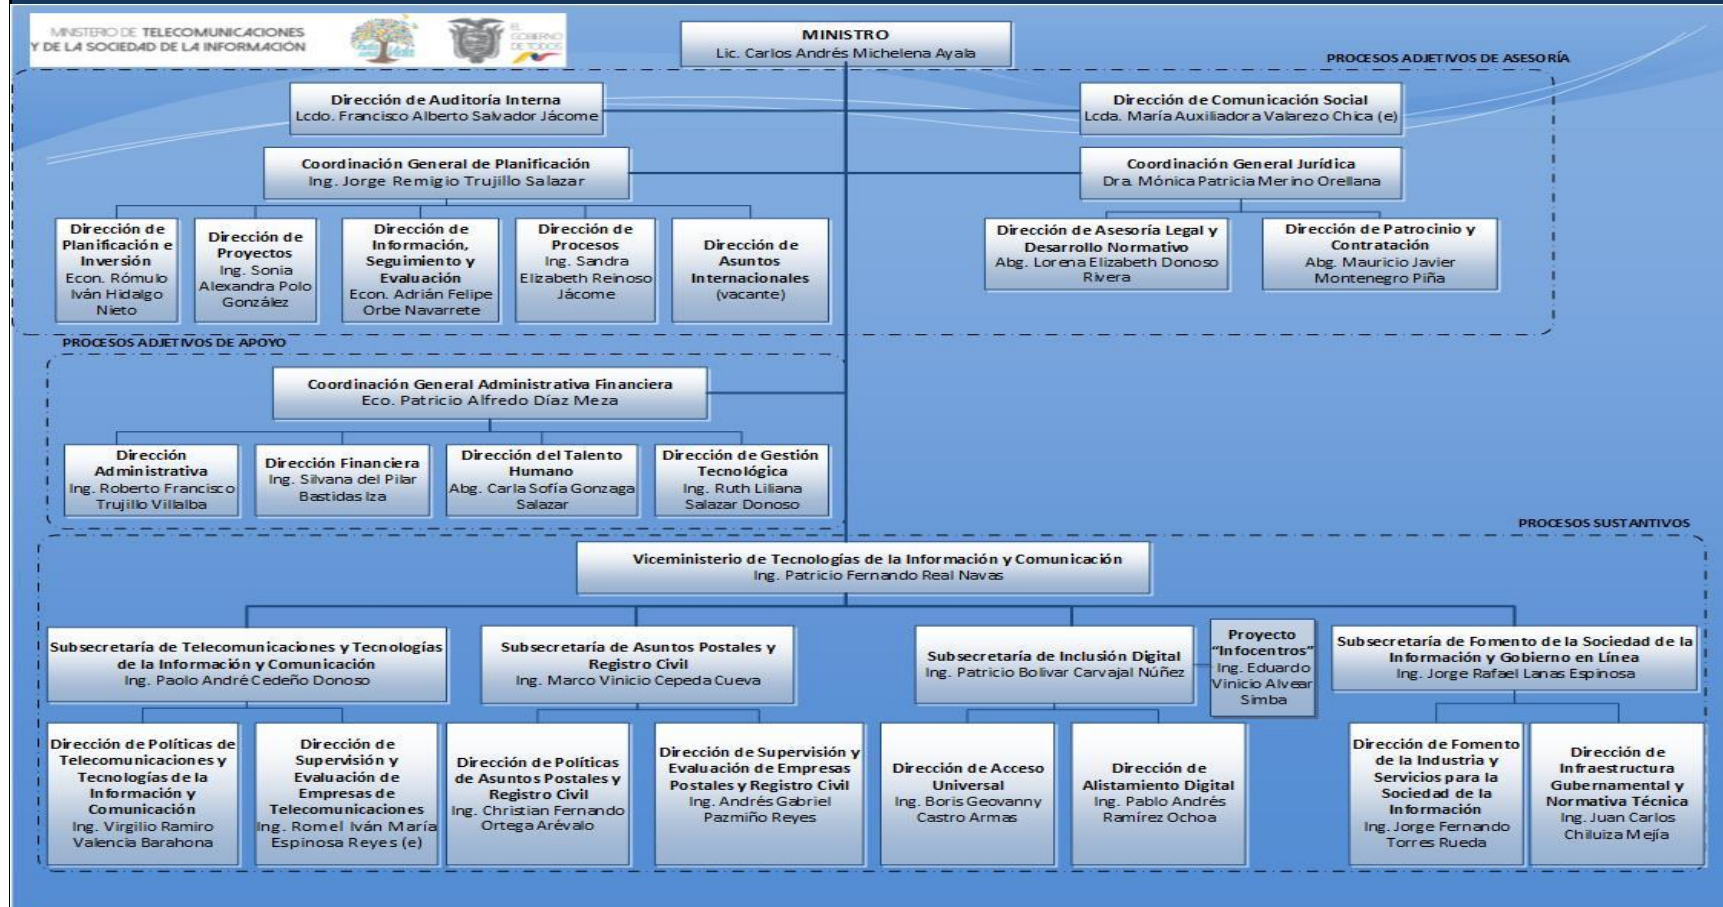 MINISTERIO DE TELECOMUNICACIONES
Y DE LA SOCIEDAD DE LA INFORMACIÓN
EL
GOBIERNO
DE TODOS
MINISTRO
Lic. Carlos Andrés Michelena Ayala
PROCESOS ADJETIVOS DE ASESORÍA
Dirección de Auditoría Interna
Lcdo. Francisco Alberto Salvador Jácome
Dirección de Comunicación Social
Lcda. María Auxiliadora Valarezo Chica (e)
Coordinación General de Planificación
Ing. Jorge Remigio Trujillo Salazar
Coordinación General Jurídica
Dra. Mónica Patricia Merino Orellana
Dirección de
Planificación e
Inversión
Econ. Rómulo
Iván Hidalgo
Nieto
Dirección de
Proyectos
Ing. Sonia
Alexandra Polo
González
Dirección de
Información,
Seguimiento y
Evaluación
Econ. Adrián Felipe
Orbe Navarrete
Dirección de
Procesos
Ing. Sandra
Elizabeth Reinoso
Jácome
Dirección de
Asuntos
Internacionales
(vacante)
Dirección de Asesoría Legal y
Desarrollo Normativo
Abg. Lorena Elizabeth Donoso
Rivera
Dirección de Patrocinio y
Contratación
Abg. Mauricio Javier
Montenegro Piña
PROCESOS ADJETIVOS DE APOYO
Coordinación General Administrativa Financiera
Eco. Patricio Alfredo Díaz Meza
Dirección
Administrativa
Ing. Roberto Francisco
Trujillo Villalba
Dirección Financiera
Ing. Silvana del Pilar
Bastidas Iza
Dirección del Talento
Humano
Abg. Carla Sofía Gonzaga
Salazar
Dirección de Gestión
Tecnológica
Ing. Ruth Liliana
Salazar Donoso
PROCESOS SUSTANTIVOS
Viceministerio de Tecnologías de la Información y Comunicación
Ing. Patricio Fernando Real Navas
Subsecretaría de Telecomunicaciones y Tecnologías
de la Información y Comunicación
Ing. Paolo André Cedeño Donoso
Subsecretaría de Asuntos Postales y
Registro Civil
Ing. Marco Vinicio Cepeda Cueva
Subsecretaría de Inclusión Digital
Ing. Patricio Bolivar Carvajal Núñez
Proyecto
“Infocentros”
Ing. Eduardo
Vinicio Alvear
Simba
Subsecretaría de Fomento de la Sociedad de la
Información y Gobierno en Línea
Ing. Jorge Rafael Lanas Espinosa
Dirección de Políticas de
Telecomunicaciones y
Tecnologías de la
Información y
Comunicación
Ing. Virgilio Ramiro
Valencia Barahona
Dirección de
Supervisión y
Evaluación de
Empresas de
Telecomunicaciones
Ing. Romel Iván María
Espinosa Reyes (e)
Dirección de Políticas
de Asuntos Postales y
Registro Civil
Ing. Christian Fernando
Ortega Arévalo
Dirección de Supervisión y
Evaluación de Empresas
Postales y Registro Civil
Ing. Andrés Gabriel
Pazmiño Reyes
Dirección de Acceso
Universal
Ing. Boris Geovanny
Castro Armas
Dirección de
Alistamiento Digital
Ing. Pablo Andrés
Ramírez Ochoa
Dirección de Fomento
de la Industria y
Servicios para la
Sociedad de la
Información
Ing. Jorge Fernando
Torres Rueda
Dirección de
Infraestructura
Gubernamental y
Normativa Técnica
Ing. Juan Carlos
Chiluiza Mejía